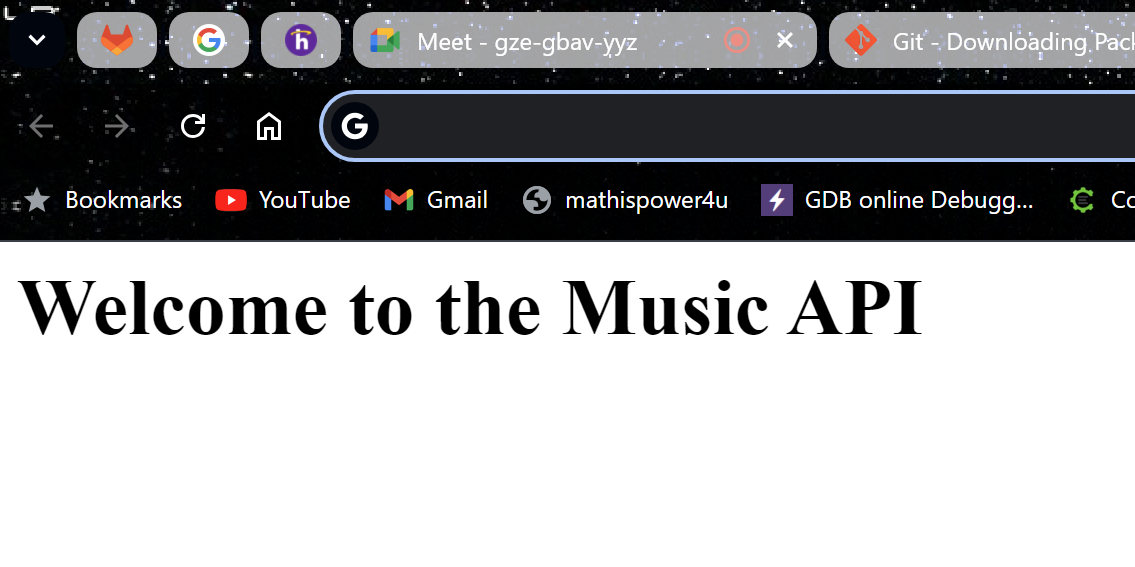 Meet - gze-gbav-yyz
Git - Downloading Pack
Bookmarks YouTube Gmail mathispower4u GDB online Debugg... Co
Welcome to the Music API